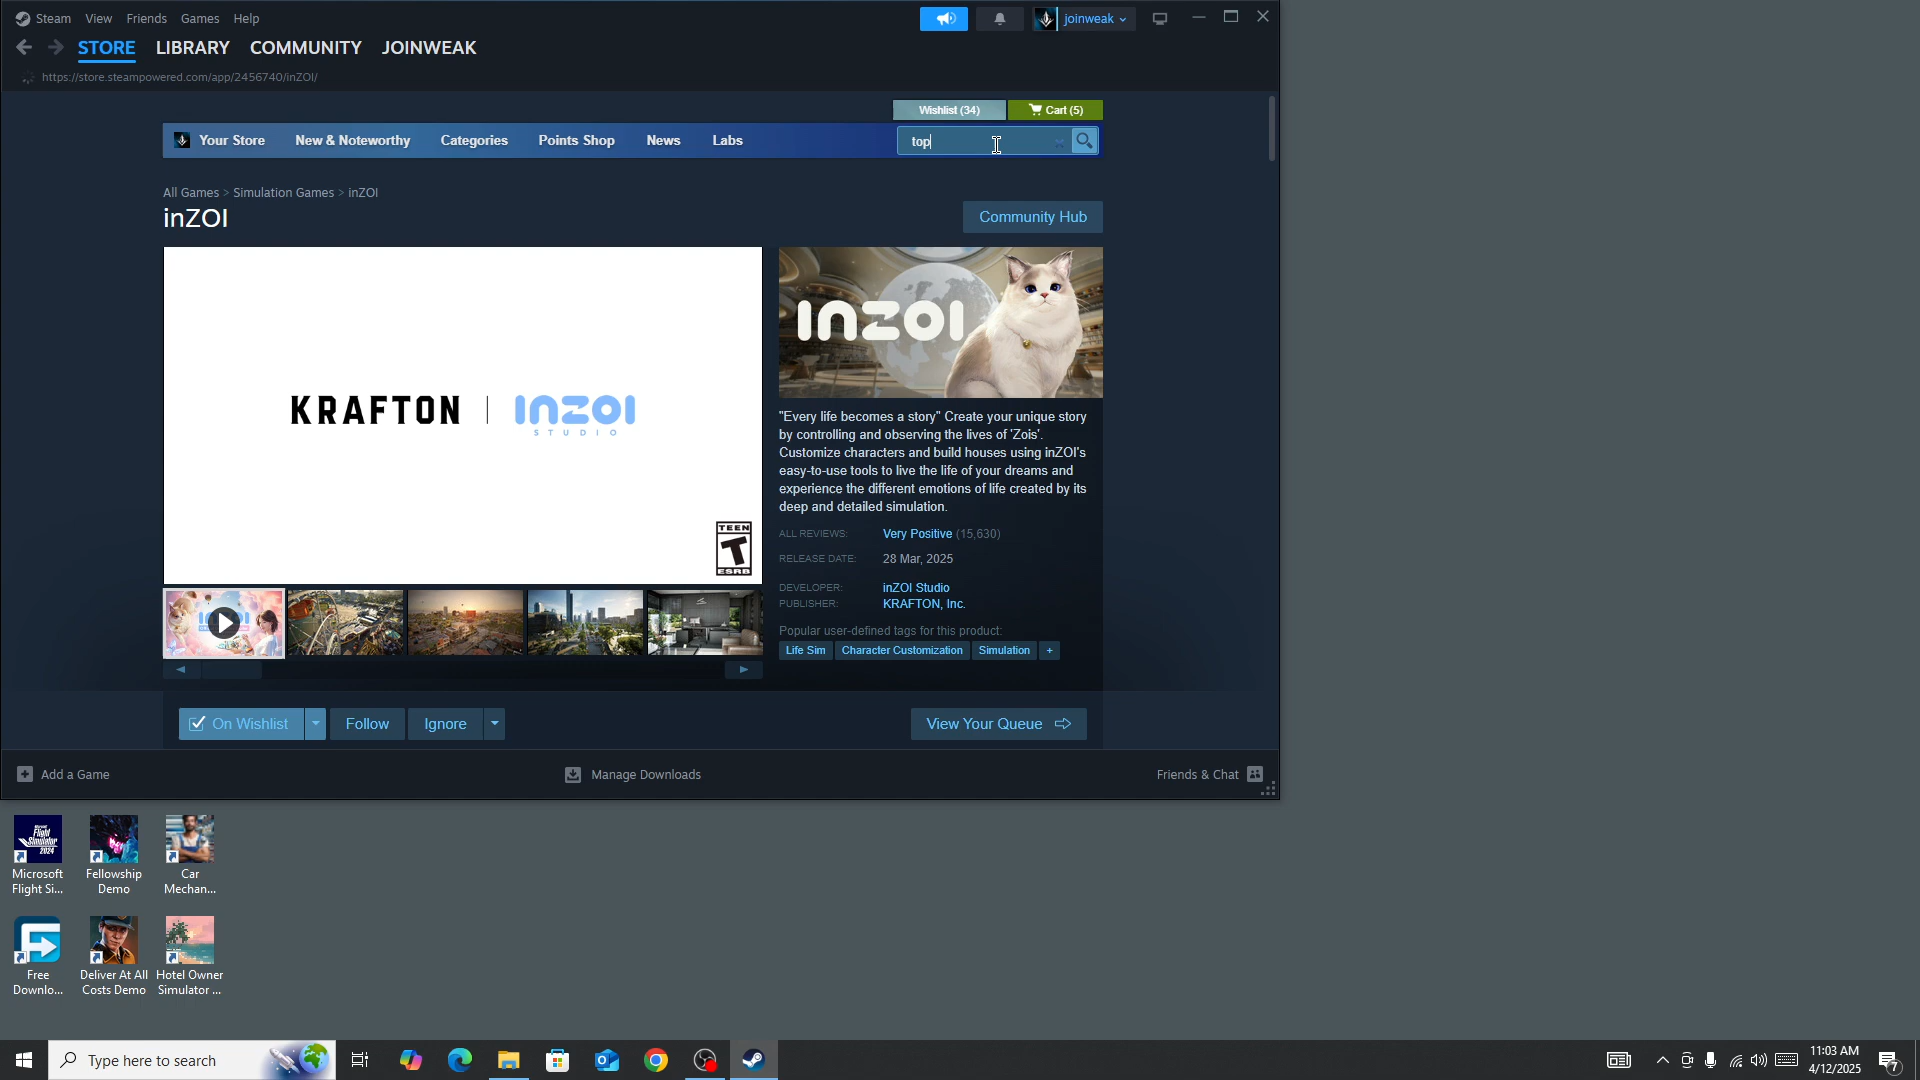 Steam View Friends Games Help
joinweak
STORE LIBRARY COMMUNITY JOINWEAK
https://store.steampowered.com/app/2456740/inZOI/
Wishlist (34) Cart (5)
Your Store New & Noteworthy Categories Points Shop News Labs top
All Games > Simulation Games > inZOI
inZOI
Community Hub
KRAFTON | inZOI
STUDIO
TEEN
T
ESRB
inZOI
"Every life becomes a story" Create your unique story
by controlling and observing the lives of 'Zois'.
Customize characters and build houses using inZOI's
easy-to-use tools to live the life of your dreams and
experience the different emotions of life created by its
deep and detailed simulation.
ALL REVIEWS: Very Positive (15,630)
RELEASE DATE: 28 Mar, 2025
DEVELOPER: inZOI Studio
PUBLISHER: KRAFTON, Inc.
Popular user-defined tags for this product:
Life Sim Character Customization Simulation +
On Wishlist Follow Ignore View Your Queue
Add a Game Manage Downloads Friends & Chat
Microsoft
Flight Si...
Fellowship
Demo
Car
Mechan...
Free
Downlo...
Deliver At All
Costs Demo
Hotel Owner
Simulator ...
Type here to search
11:03 AM
4/12/2025
7